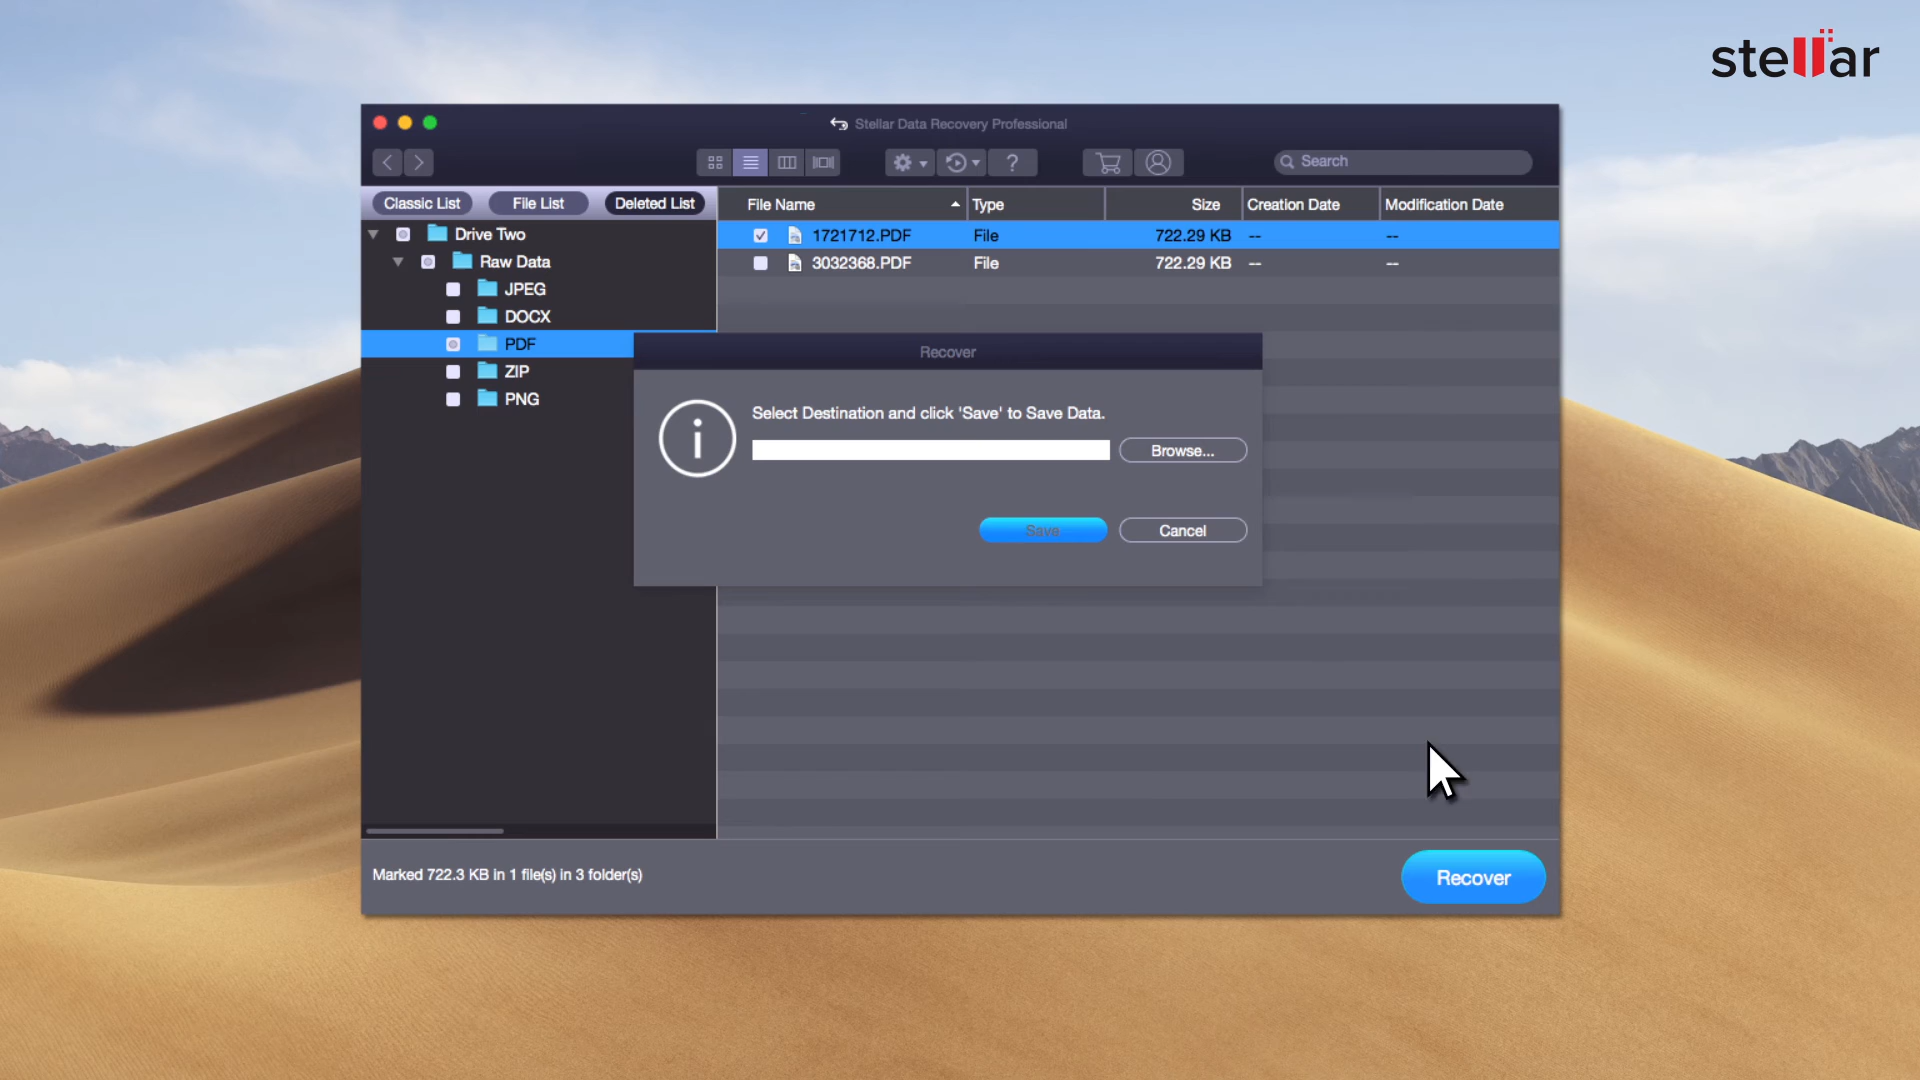 stellar
Stellar Data Recovery Professional
?
Search
Classic List File List Deleted List
File Name Type Size Creation Date Modification Date
Drive Two
Raw Data
JPEG
DOCX
PDF
ZIP
PNG
1721712.PDF File 722.29 KB -- --
3032368.PDF File 722.29 KB -- --
Recover
Select Destination and click 'Save' to Save Data.
Browse...
Save Cancel
Marked 722.3 KB in 1 file(s) in 3 folder(s)
Recover